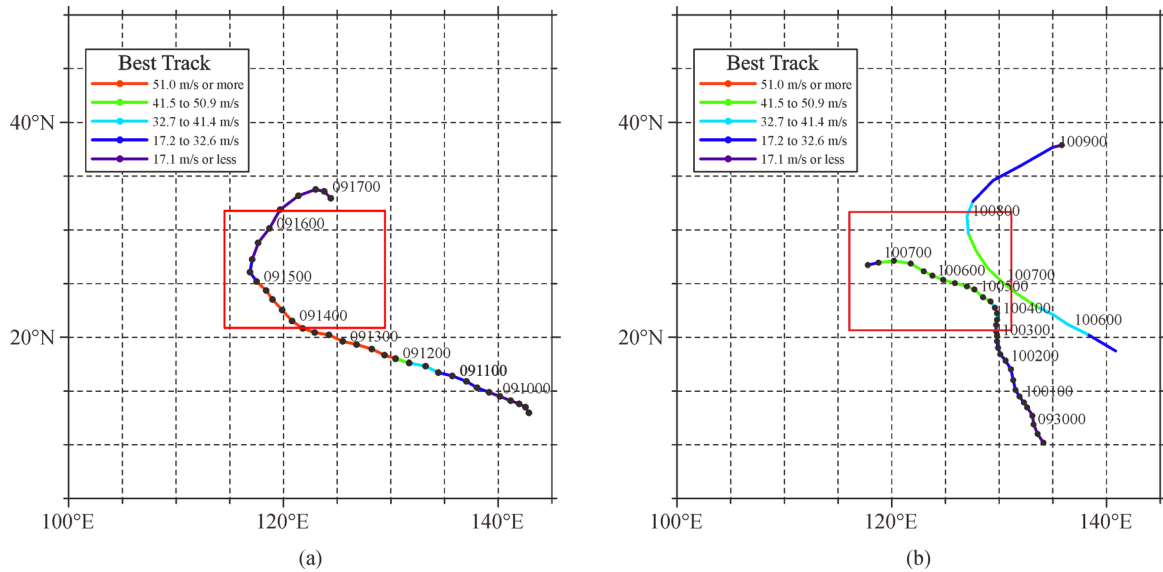 Best Track
51.0 m/s or more
41.5 to 50.9 m/s
32.7 to 41.4 m/s
17.2 to 32.6 m/s
17.1 m/s or less
40°N
20°N
091700
091600
091500
091400
091300
091200
091100
091000
100°E
120°E
140°E
(a)
Best Track
51.0 m/s or more
41.5 to 50.9 m/s
32.7 to 41.4 m/s
17.2 to 32.6 m/s
17.1 m/s or less
40°N
20°N
100900
100800
100700
100600
100700
100500
100400
100600
100300
100200
100100
093000
100°E
120°E
140°E
(b)